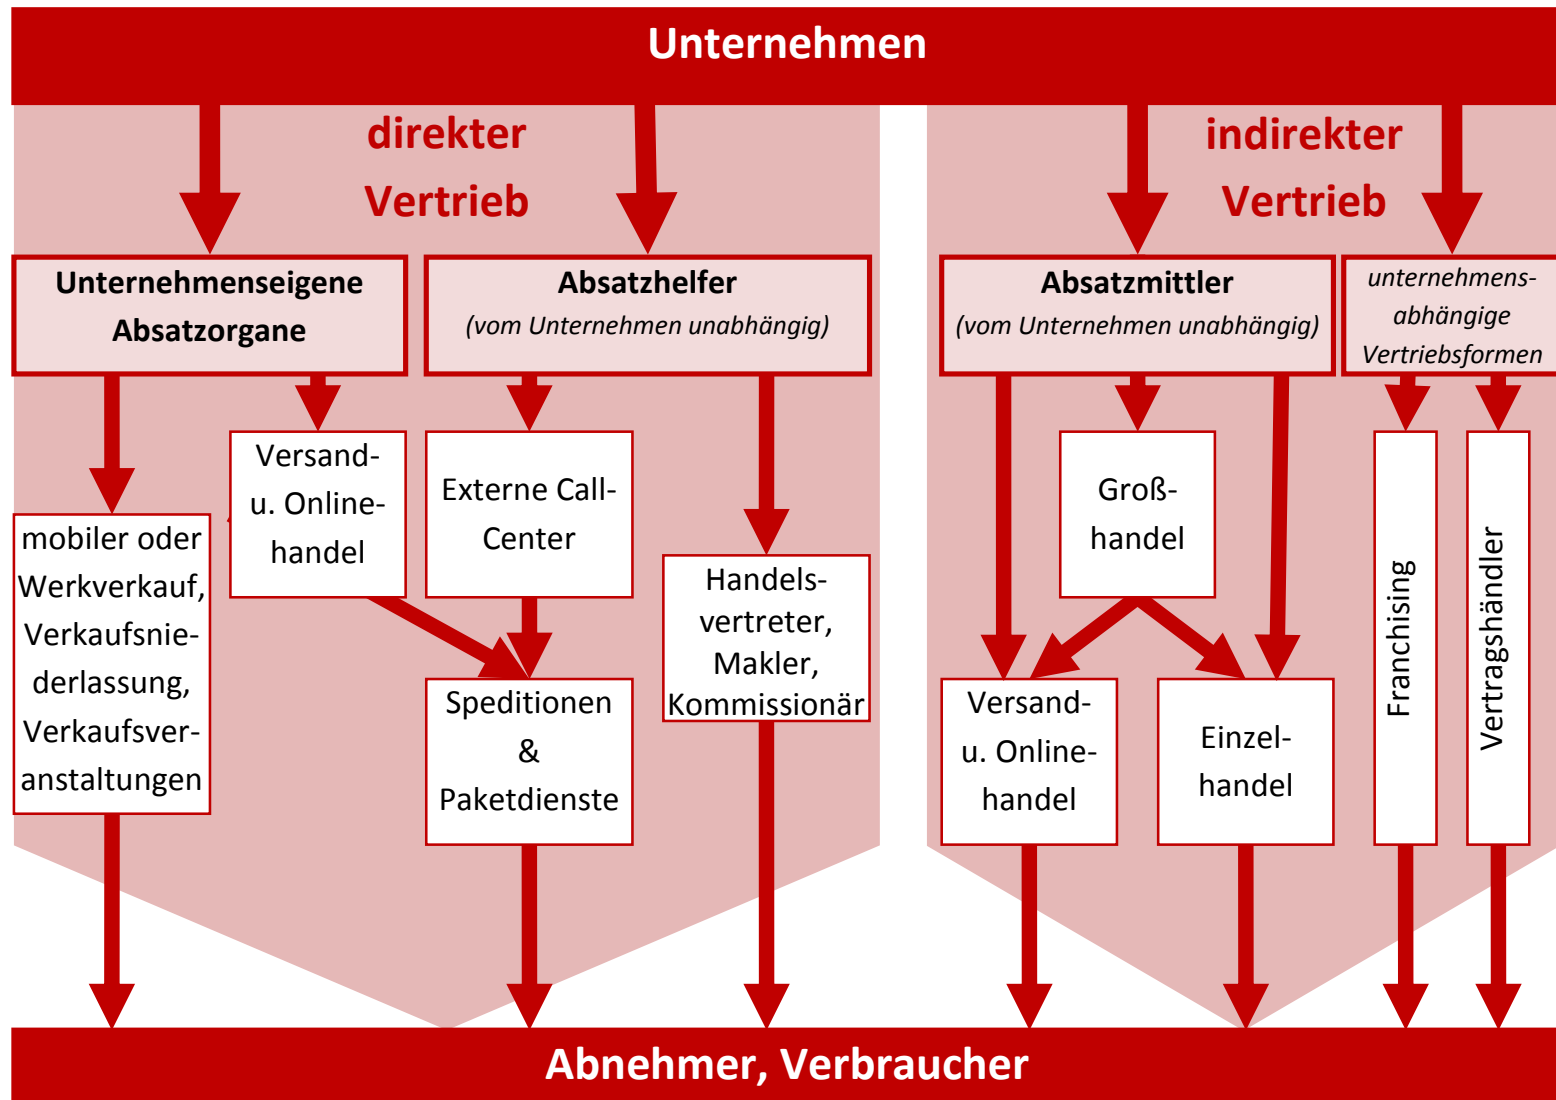 Unternehmen
direkter
Vertrieb
indirekter
Vertrieb
Unternehmenseigene
Absatzorgane
Absatzhelfer
(vom Unternehmen unabhängig)
Absatzmittler
(vom Unternehmen unabhängig)
unternehmens-
abhängige
Vertriebsformen
mobiler oder
Werkverkauf,
Verkaufsnie-
derlassung,
Verkaufsver-
anstaltungen
Versand-
u. Online-
handel
Externe Call-
Center
Speditionen
&
Paketdienste
Handels-
vertreter,
Makler,
Kommissionär
Groß-
handel
Versand-
u. Online-
handel
Einzel-
handel
Franchising
Vertragshändler
Abnehmer, Verbraucher